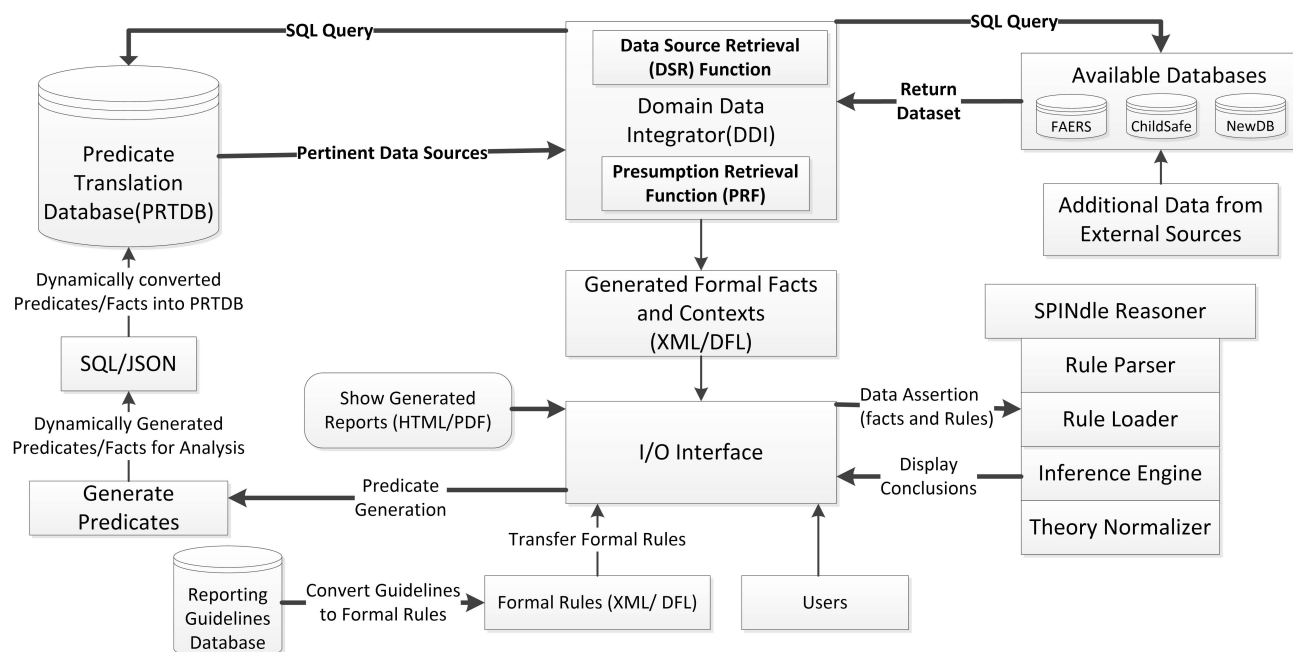 SQL Query
SQL Query
Data Source Retrieval
(DSR) Function
Domain Data
Integrator(DDI)
Presumption Retrieval
Function (PRF)
Available Databases
FAERS
ChildSafe
NewDB
Return
Dataset
Predicate
Translation
Database(PRTDB)
Pertinent Data Sources
Additional Data from
External Sources
Dynamically converted
Predicates/Facts into PRTDB
Generated Formal Facts
and Contexts
(XML/DFL)
SPINdle Reasoner
Rule Parser
Rule Loader
Inference Engine
Theory Normalizer
SQL/JSON
Show Generated
Reports (HTML/PDF)
Data Assertion
(facts and Rules)
Dynamically Generated
Predicates/Facts for Analysis
I/O Interface
Display
Conclusions
Generate
Predicates
Predicate
Generation
Transfer Formal Rules
Reporting
Guidelines
Database
Convert Guidelines
to Formal Rules
Formal Rules (XML/ DFL)
Users